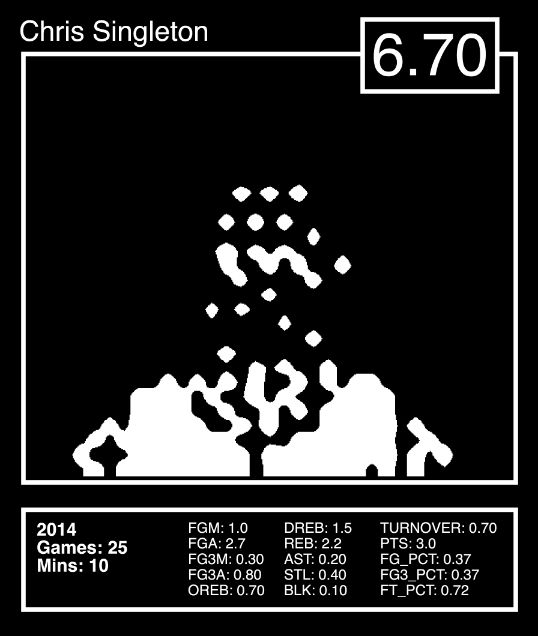 Chris Singleton
6.70
2014
Games: 25
Mins: 10
FGM: 1.0
FGA: 2.7
FG3M: 0.30
FG3A: 0.80
OREB: 0.70
DREB: 1.5
REB: 2.2
AST: 0.20
STL: 0.40
BLK: 0.10
TURNOVER: 0.70
PTS: 3.0
FG_PCT: 0.37
FG3_PCT: 0.37
FT_PCT: 0.72